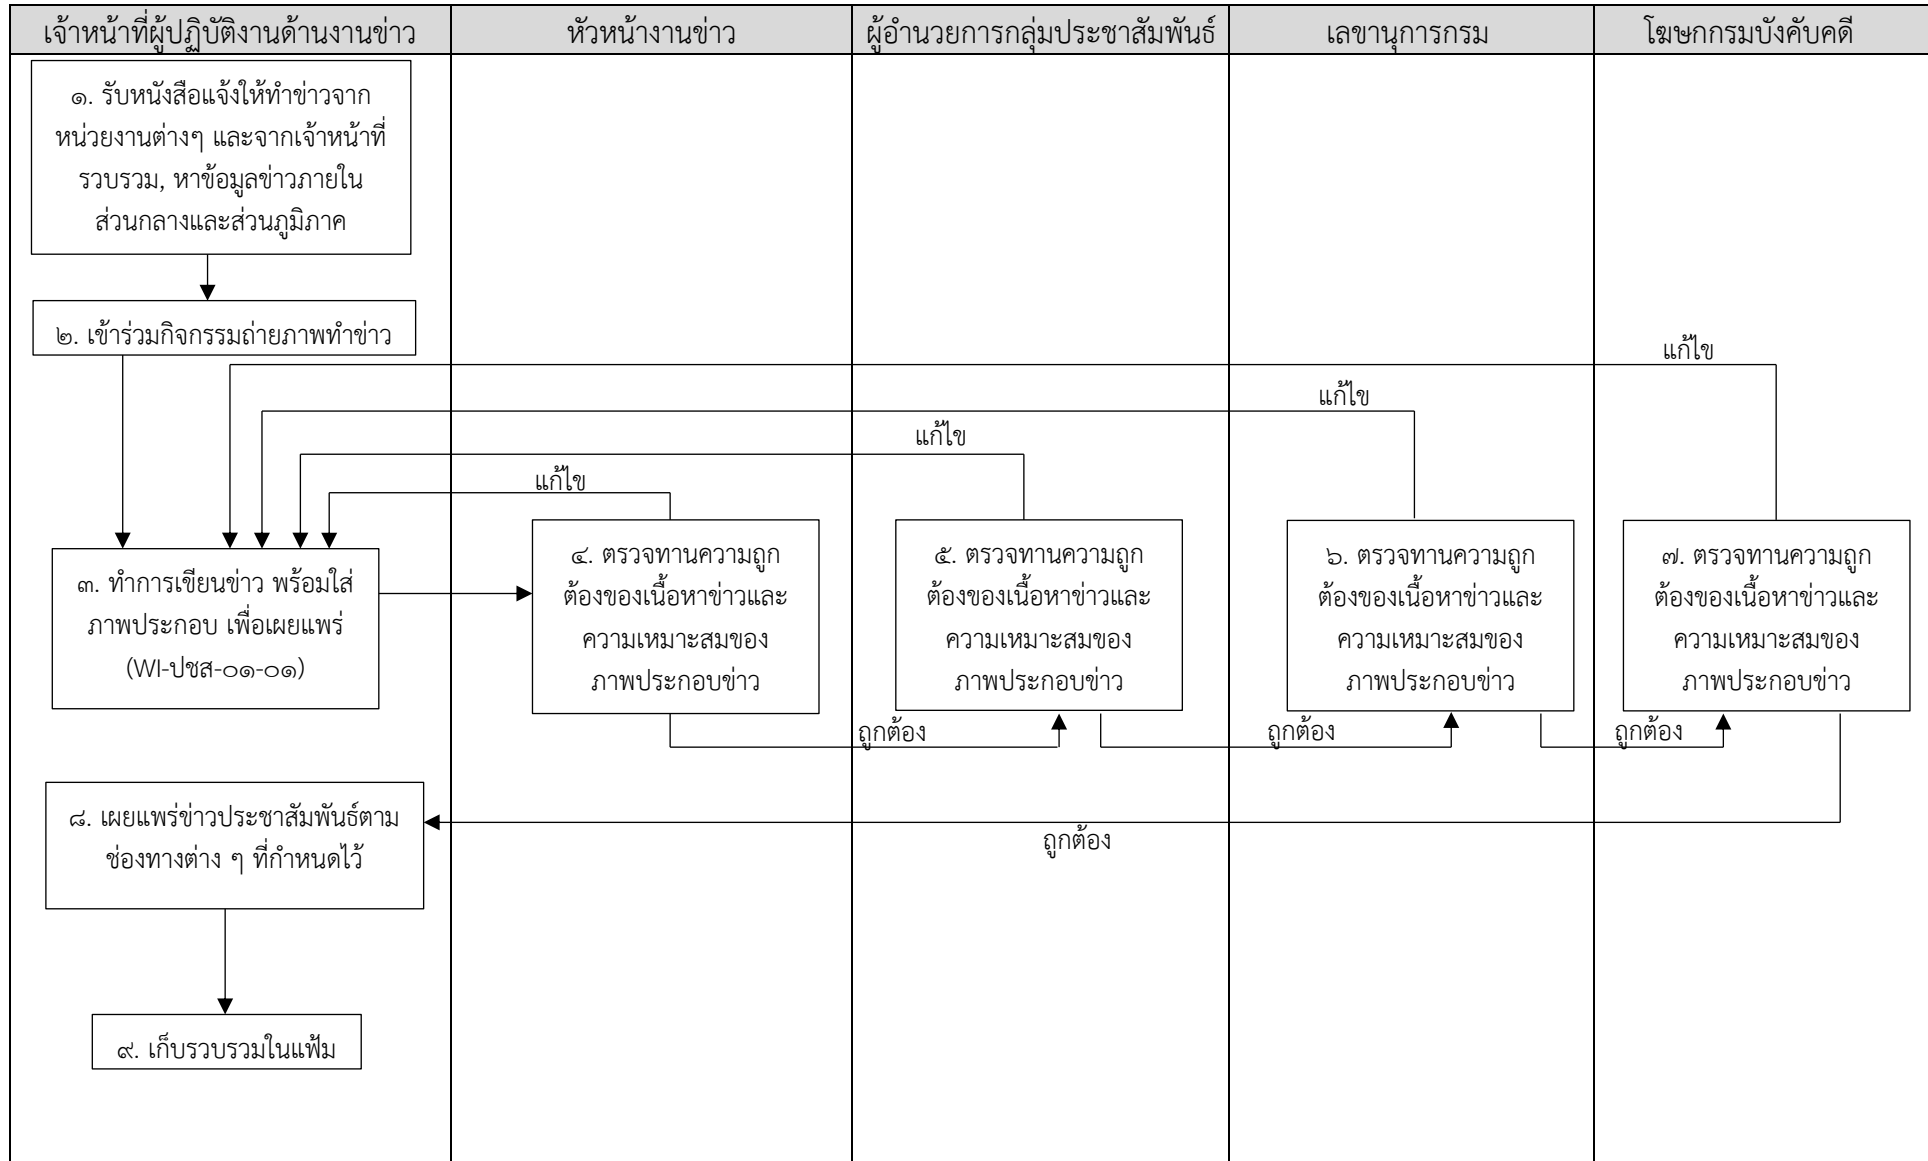 เจ้าหน้าที่ผู้ปฏิบัติงานด้านงานข่าว
หัวหน้างานข่าว
ผู้อำนวยการกลุ่มประชาสัมพันธ์
เลขานุการกรม
โฆษกกรมบังคับคดี
๑. รับหนังสือแจ้งให้ทำข่าวจาก
หน่วยงานต่างๆ และจากเจ้าหน้าที่
รวบรวม, หาข้อมูลข่าวภายใน
ส่วนกลางและส่วนภูมิภาค
๒. เข้าร่วมกิจกรรมถ่ายภาพทำข่าว
แก้ไข
แก้ไข
แก้ไข
แก้ไข
๓. ทำการเขียนข่าว พร้อมใส่
ภาพประกอบ เพื่อเผยแพร่
(WI-ปชส-๐๑-๐๑)
๔. ตรวจทานความถูก
ต้องของเนื้อหาข่าวและ
ความเหมาะสมของ
ภาพประกอบข่าว
๕. ตรวจทานความถูก
ต้องของเนื้อหาข่าวและ
ความเหมาะสมของ
ภาพประกอบข่าว
๖. ตรวจทานความถูก
ต้องของเนื้อหาข่าวและ
ความเหมาะสมของ
ภาพประกอบข่าว
๗. ตรวจทานความถูก
ต้องของเนื้อหาข่าวและ
ความเหมาะสมของ
ภาพประกอบข่าว
ถูกต้อง
ถูกต้อง
ถูกต้อง
๘. เผยแพร่ข่าวประชาสัมพันธ์ตาม
ช่องทางต่าง ๆ ที่กำหนดไว้
ถูกต้อง
๙. เก็บรวบรวมในแฟ้ม